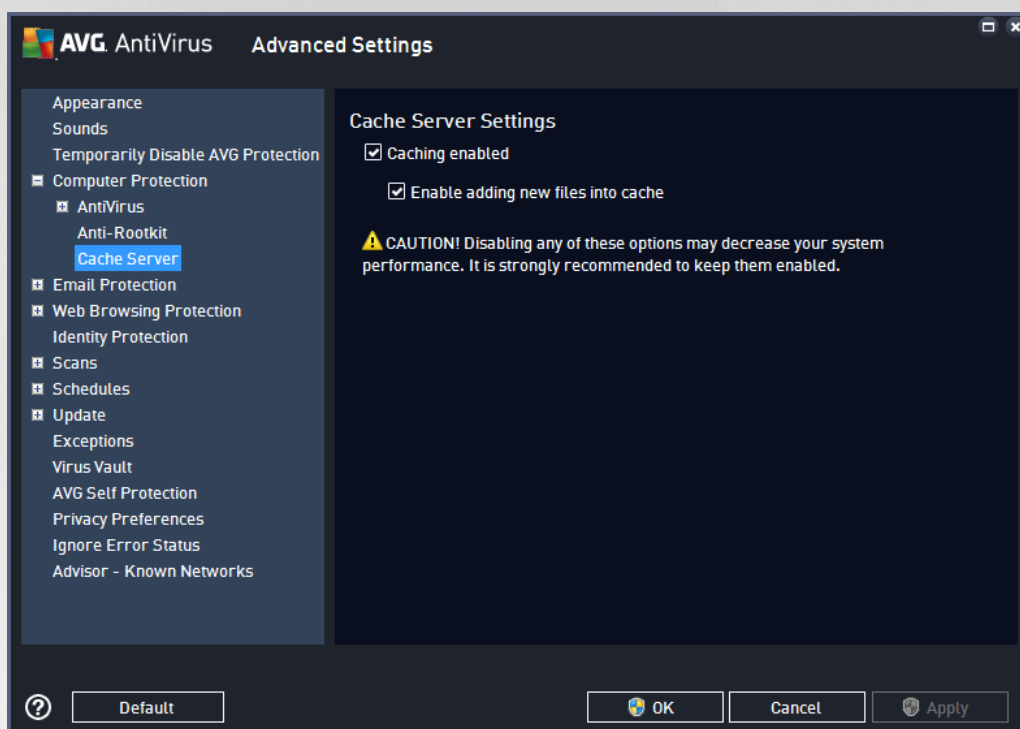 AVG. AntiVirus Advanced Settings
Appearance
Sounds
Temporarily Disable AVG Protection
Computer Protection
AntiVirus
Anti-Rootkit
Cache Server
Email Protection
Web Browsing Protection
Identity Protection
Scans
Schedules
Update
Exceptions
Virus Vault
AVG Self Protection
Privacy Preferences
Ignore Error Status
Advisor - Known Networks
Cache Server Settings
Caching enabled
Enable adding new files into cache
CAUTION! Disabling any of these options may decrease your system
performance. It is strongly recommended to keep them enabled.
? Default OK Cancel Apply